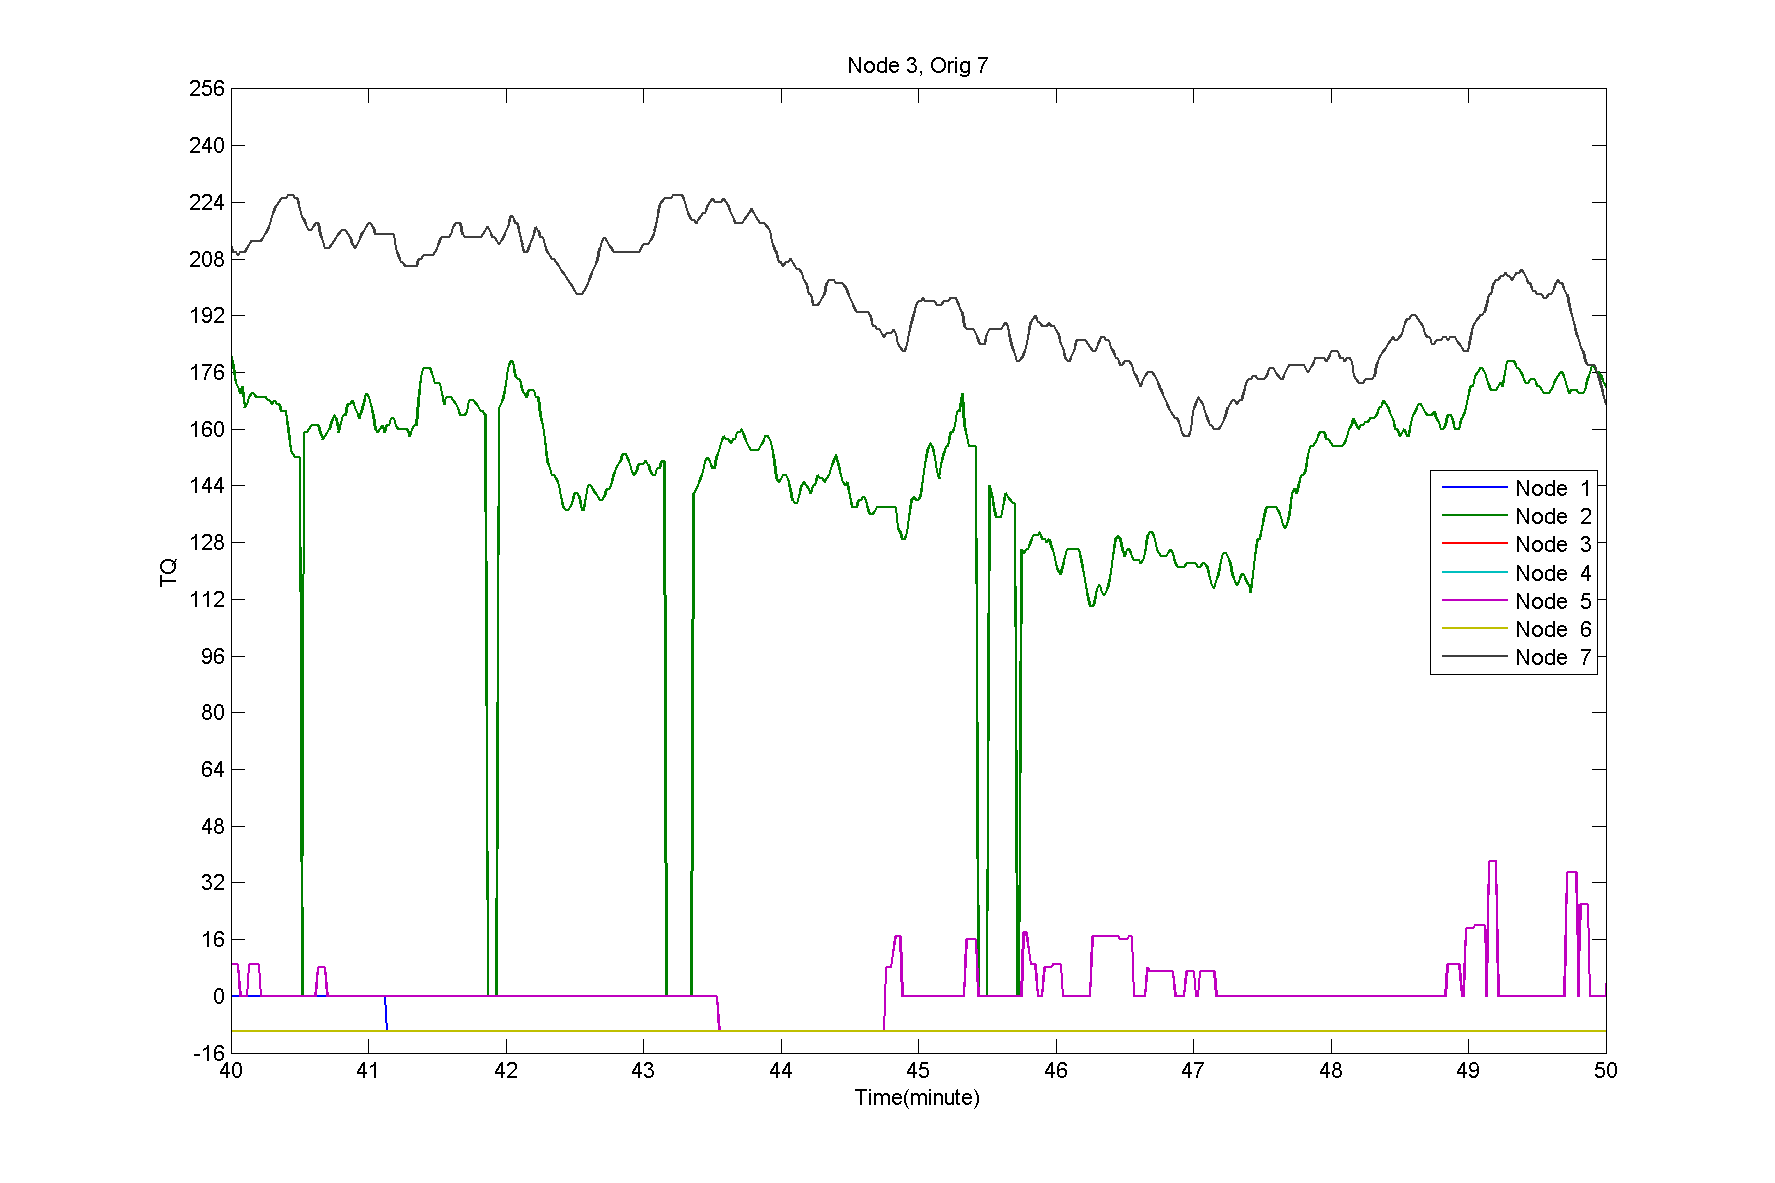 Node 3, Orig 7
256
240
224
208
192
176
160
144
128
112
96
80
64
48
32
16
0
-16
TQ
Node 1
Node 2
Node 3
Node 4
Node 5
Node 6
Node 7
40 41 42 43 44 45 46 47 48 49 50
Time(minute)